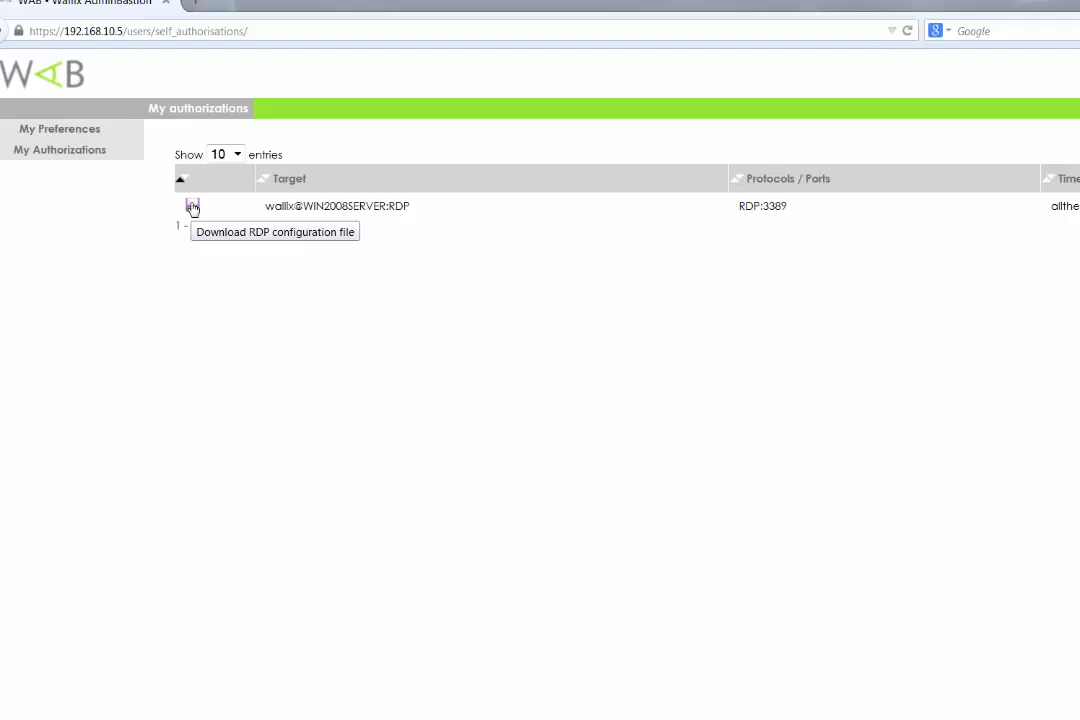 WAB • Wallix AdminBastion
https://192.168.10.5/users/self_authorisations/
Google
WAB
My authorizations
My Preferences
My Authorizations
Show 10 entries
Target
Protocols / Ports
Time
wallix@WIN2008SERVER:RDP
RDP:3389
allthe
1 -
Download RDP configuration file